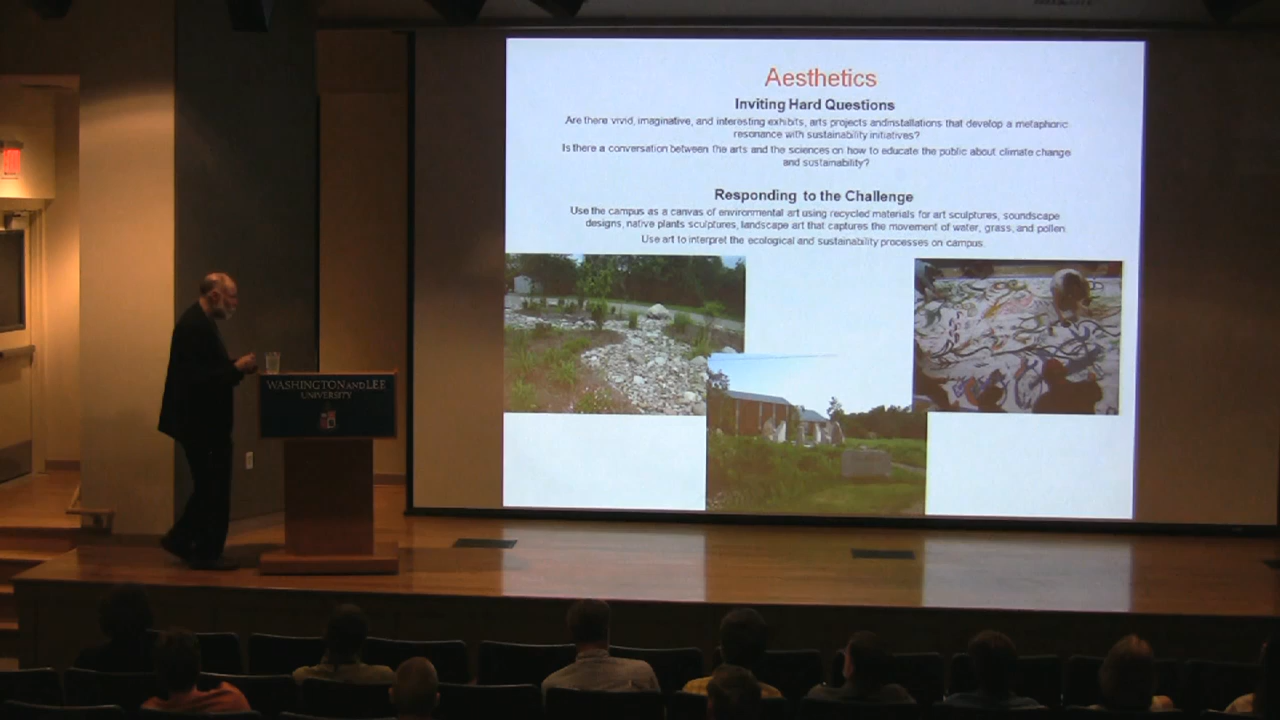 Aesthetics
Inviting Hard Questions
Are there vivid, imaginative, and interesting exhibits, arts projects andinstallations that develop a metaphoric
resonance with sustainability initiatives?
Is there a conversation between the arts and the sciences on how to educate the public about climate change
and sustainability?
Responding to the Challenge
Use the campus as a canvas of environmental art using recycled materials for art sculptures, soundscape
designs, native plants sculptures, landscape art that captures the movement of water, grass, and pollen
Use art to interpret the ecological and sustainability processes on campus.
WASHINGTON AND LEE
UNIVERSITY